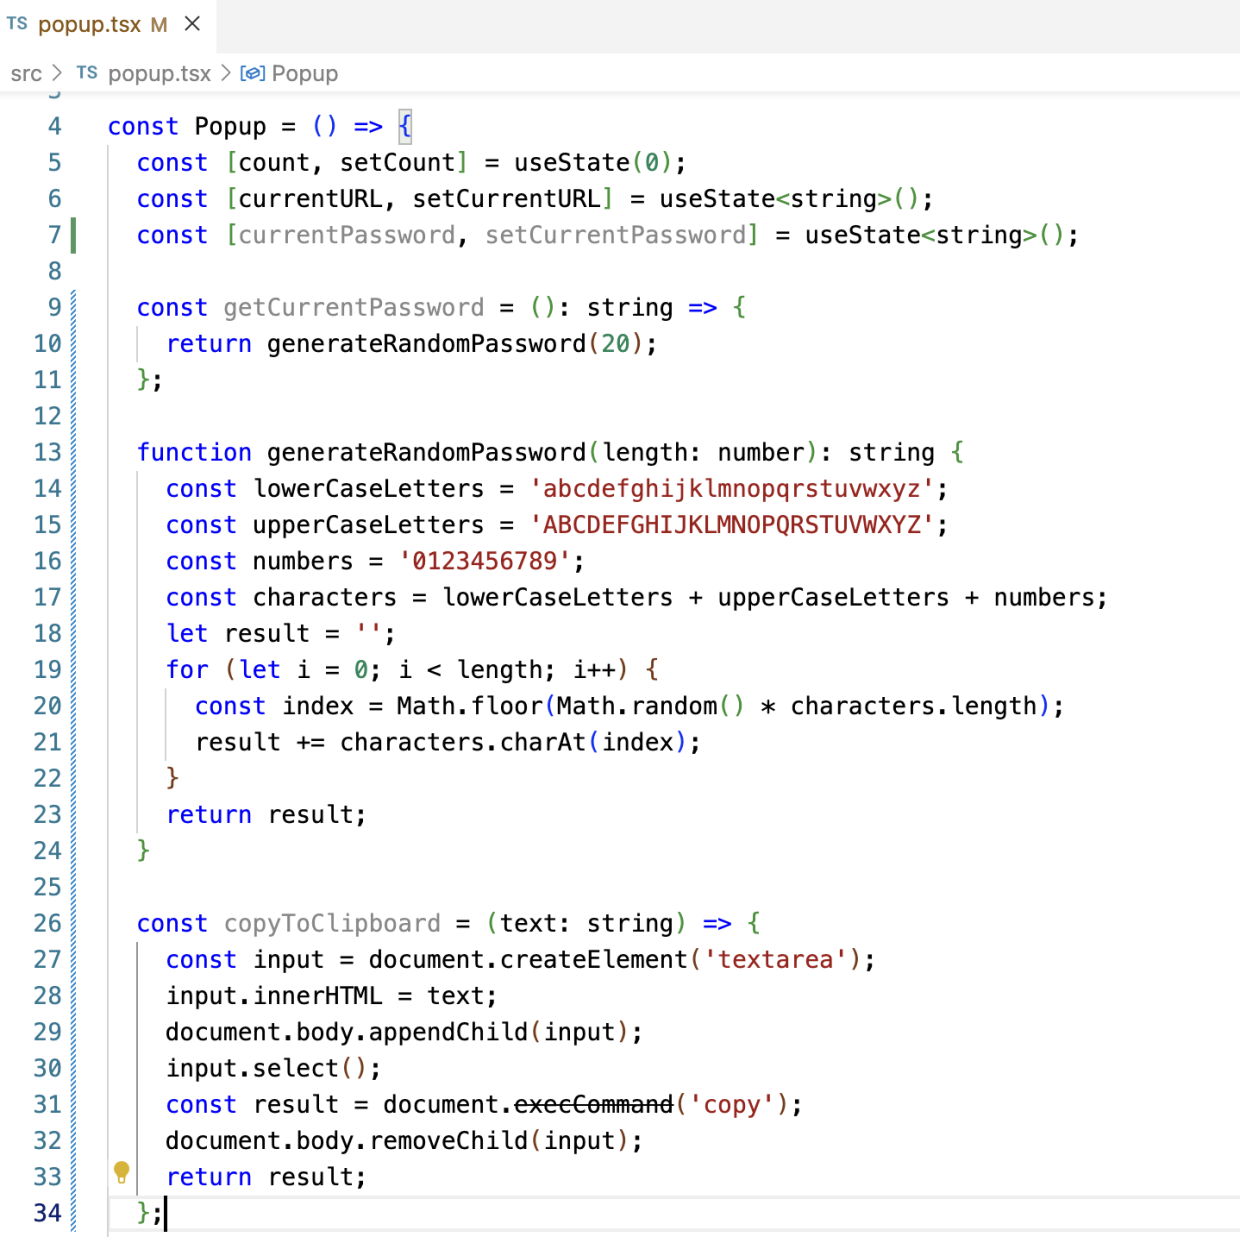 TS popup.tsx M ×
src > TS popup.tsx > Popup
4 const Popup = () => {
5 const [count, setCount] = useState(0);
6 const [currentURL, setCurrentURL] = useState<string>();
7 const [currentPassword, setCurrentPassword] = useState<string>();
8
9 const getCurrentPassword = (): string => {
10 return generateRandomPassword(20);
11 };
12
13 function generateRandomPassword(length: number): string {
14 const lowerCaseLetters = 'abcdefghijklmnopqrstuvwxyz';
15 const upperCaseLetters = 'ABCDEFGHIJKLMNOPQRSTUVWXYZ';
16 const numbers = '0123456789';
17 const characters = lowerCaseLetters + upperCaseLetters + numbers;
18 let result = '';
19 for (let i = 0; i < length; i++) {
20 const index = Math.floor(Math.random() * characters.length);
21 result += characters.charAt(index);
22 }
23 return result;
24 }
25
26 const copyToClipboard = (text: string) => {
27 const input = document.createElement('textarea');
28 input.innerHTML = text;
29 document.body.appendChild(input);
30 input.select();
31 const result = document.execCommand('copy');
32 document.body.removeChild(input);
33 return result;
34 };